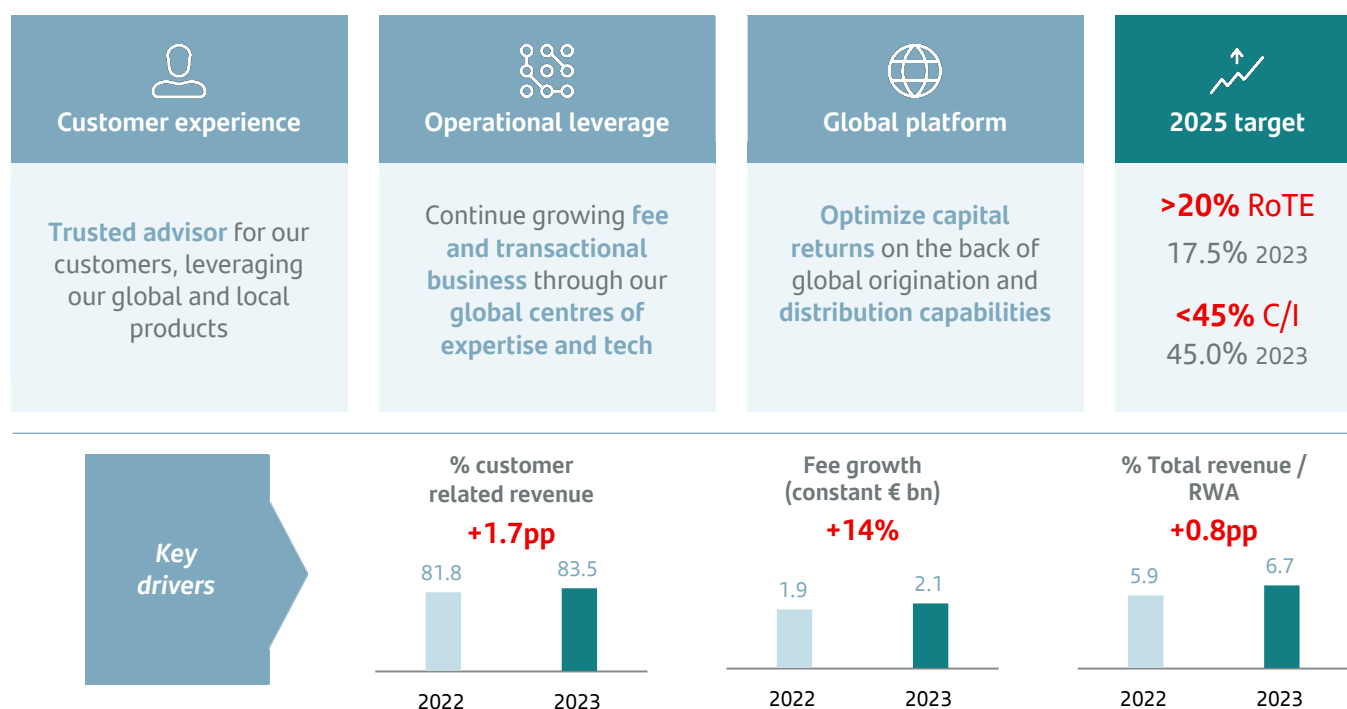 Customer experience
Trusted advisor for our
customers, leveraging
our global and local
products
Operational leverage
Continue growing fee
and transactional
business through our
global centres of
expertise and tech
Global platform
Optimize capital
returns on the back of
global origination and
distribution capabilities
2025 target
>20% RoTE
17.5% 2023
<45% C/I
45.0% 2023
Key
drivers
% customer
related revenue
+1.7pp
81.8
83.5
2022
2023
Fee growth
(constant € bn)
+14%
1.9
2.1
2022
2023
% Total revenue /
RWA
+0.8pp
5.9
6.7
2022
2023